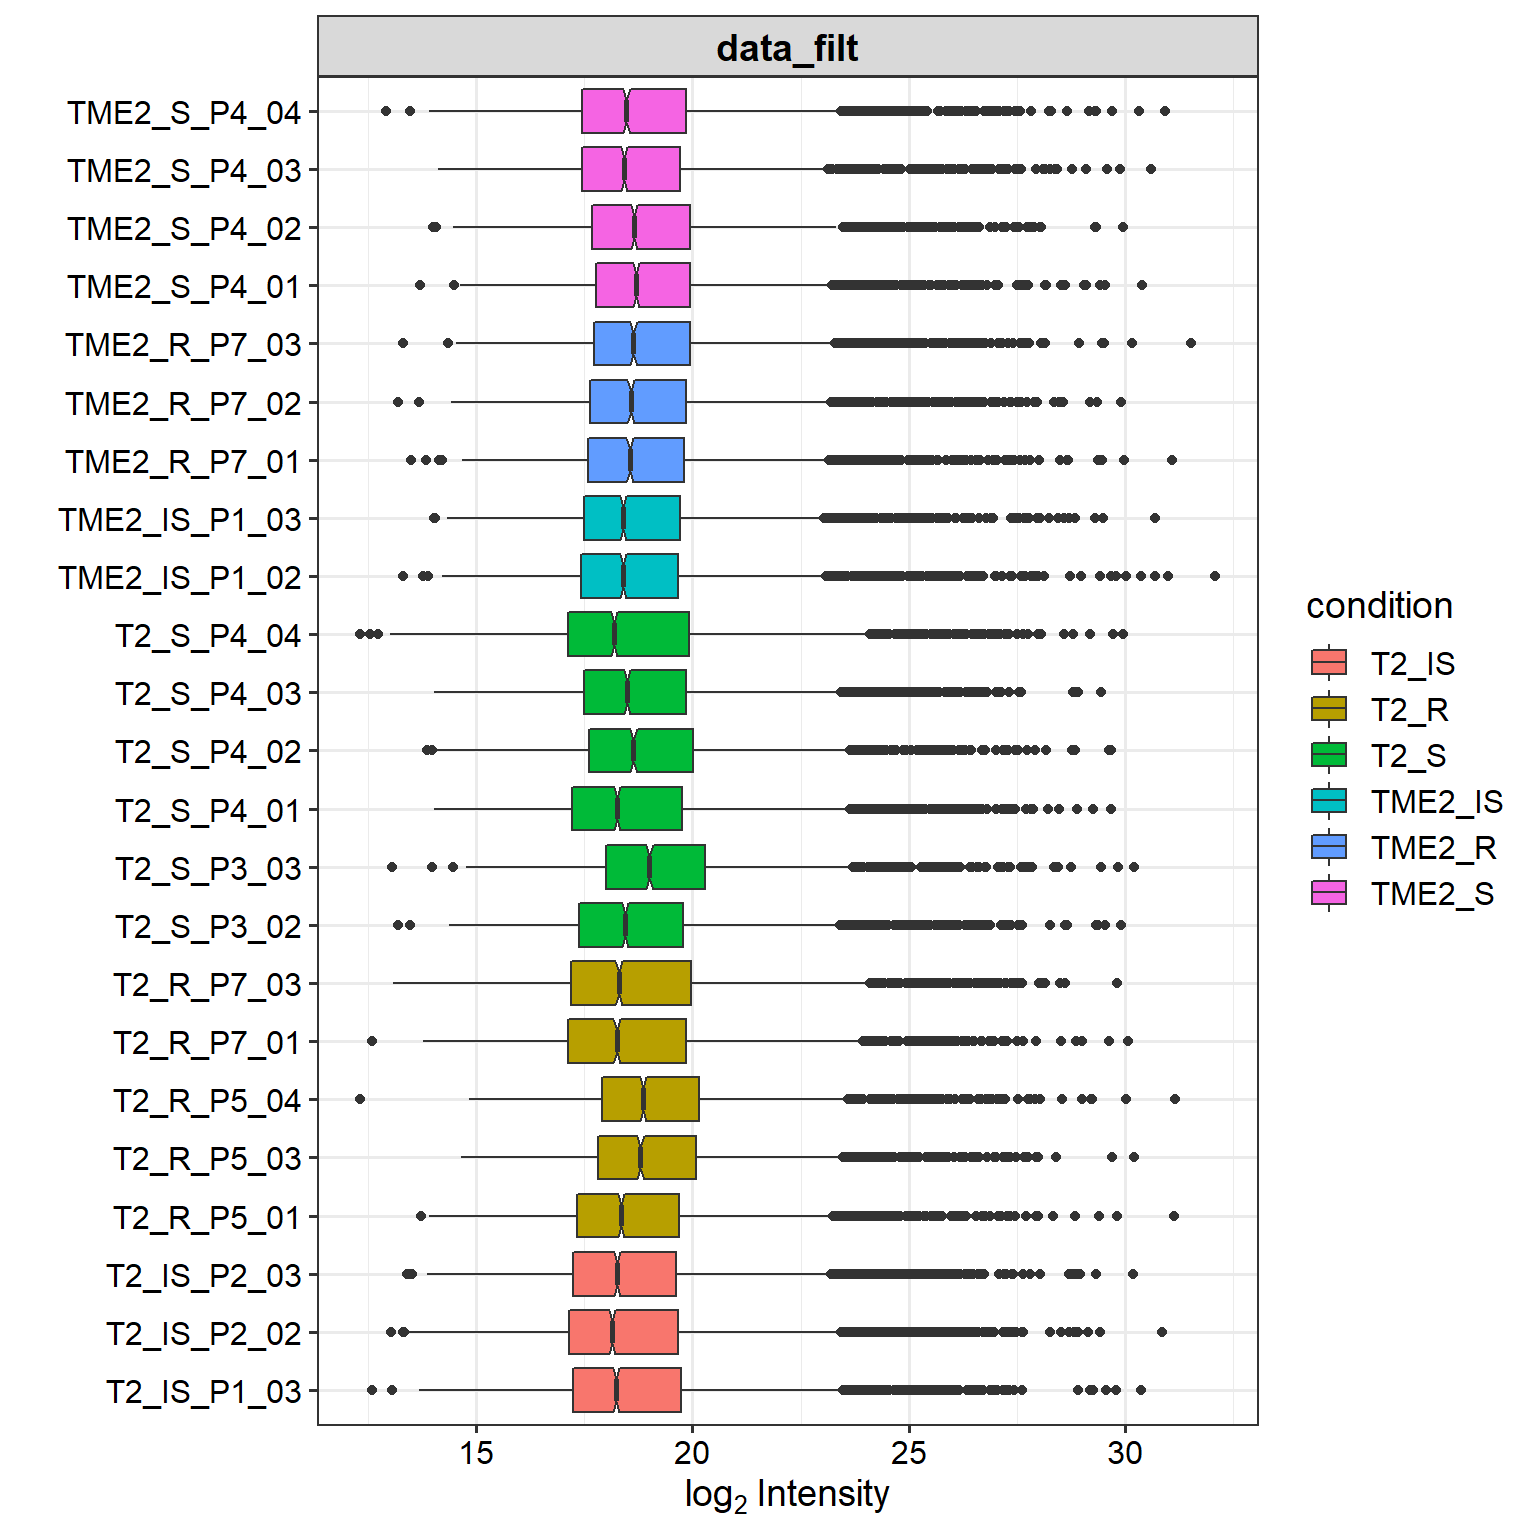 data_filt
TME2_S_P4_04
TME2_S_P4_03
TME2_S_P4_02
TME2_S_P4_01
TME2_R_P7_03
TME2_R_P7_02
TME2_R_P7_01
TME2_IS_P1_03
TME2_IS_P1_02
T2_S_P4_04
T2_S_P4_03
T2_S_P4_02
T2_S_P4_01
T2_S_P3_03
T2_S_P3_02
T2_R_P7_03
T2_R_P7_01
T2_R_P5_04
T2_R_P5_03
T2_R_P5_01
T2_IS_P2_03
T2_IS_P2_02
T2_IS_P1_03
15 20 25 30
log₂ Intensity
condition
T2_IS
T2_R
T2_S
TME2_IS
TME2_R
TME2_S